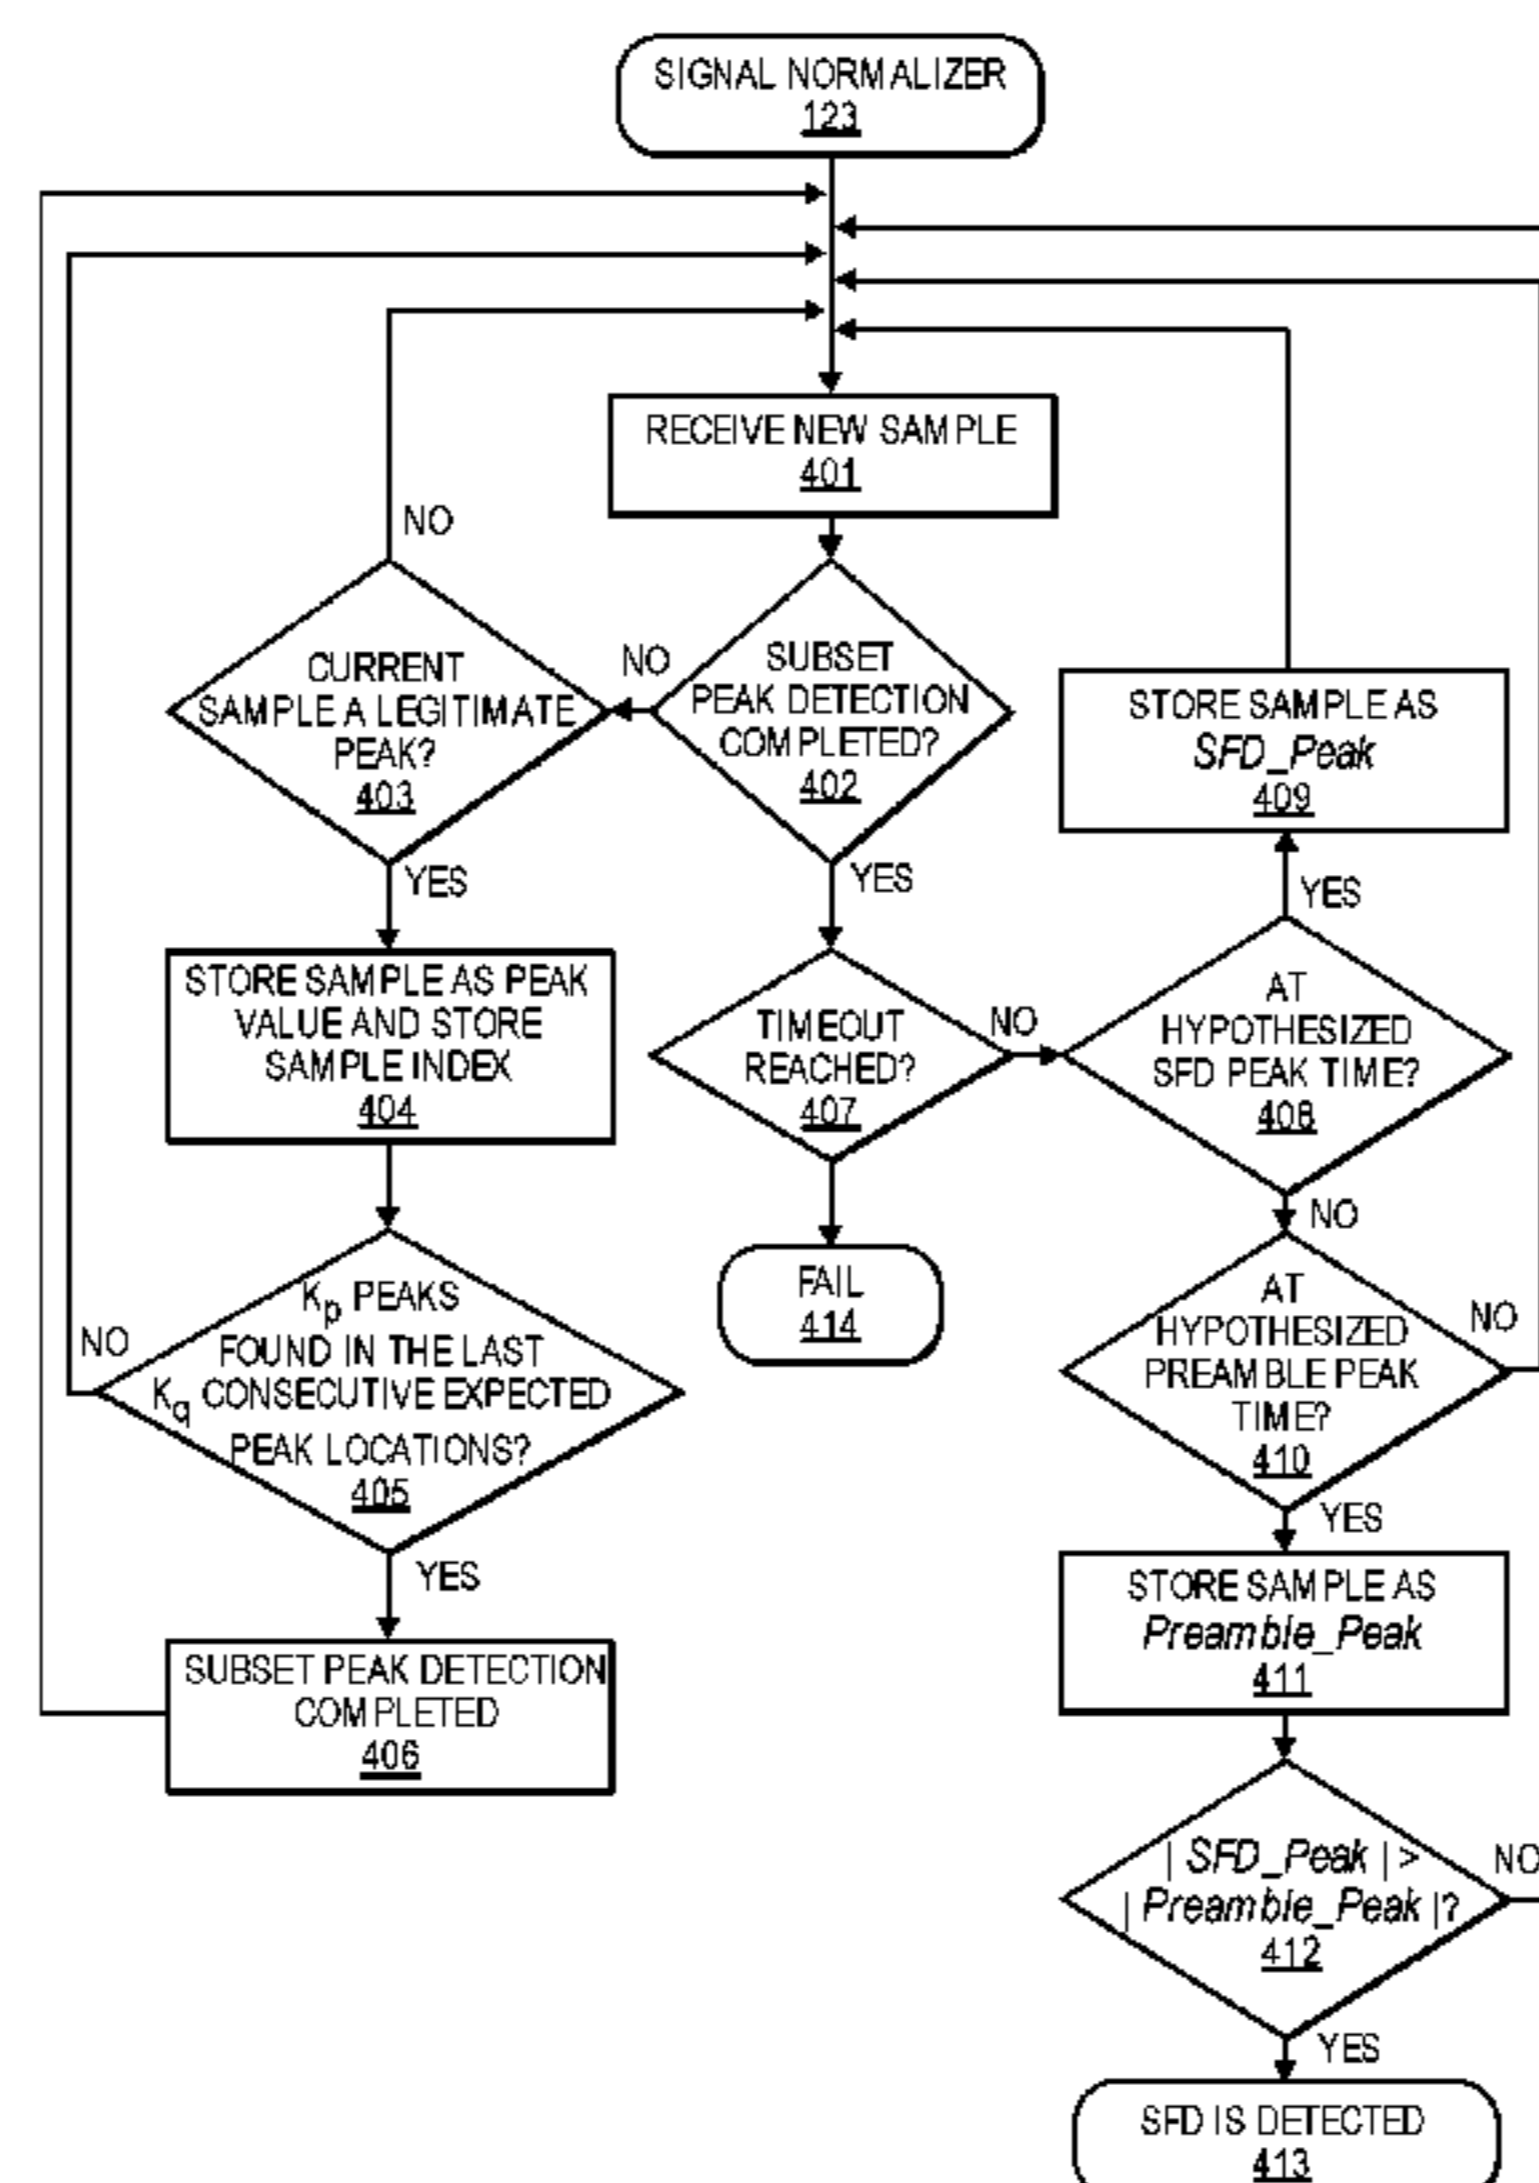 SIGNAL NORMALIZER
123
RECEIVE NEW SAMPLE
401
NO
CURRENT
SAMPLE A LEGITIMATE
PEAK?
403
NO
SUBSET
PEAK DETECTION
COMPLETED?
402
STORE SAMPLE AS
SFD_Peak
409
YES
YES
YES
STORE SAMPLE AS PEAK
VALUE AND STORE
SAMPLE INDEX
404
TIMEOUT
REACHED?
407
NO
AT
HYPOTHESIZED
SFD PEAK TIME?
408
NO
FAIL
414
NO
Kp PEAKS
FOUND IN THE LAST
Kq CONSECUTIVE EXPECTED
PEAK LOCATIONS?
405
AT
HYPOTHESIZED
PREAMBLE PEAK
TIME?
410
NO
YES
YES
STORE SAMPLE AS
Preamble_Peak
411
SUBSET PEAK DETECTION
COMPLETED
406
| SFD_Peak | >
| Preamble_Peak |?
412
NO
YES
SFD IS DETECTED
413